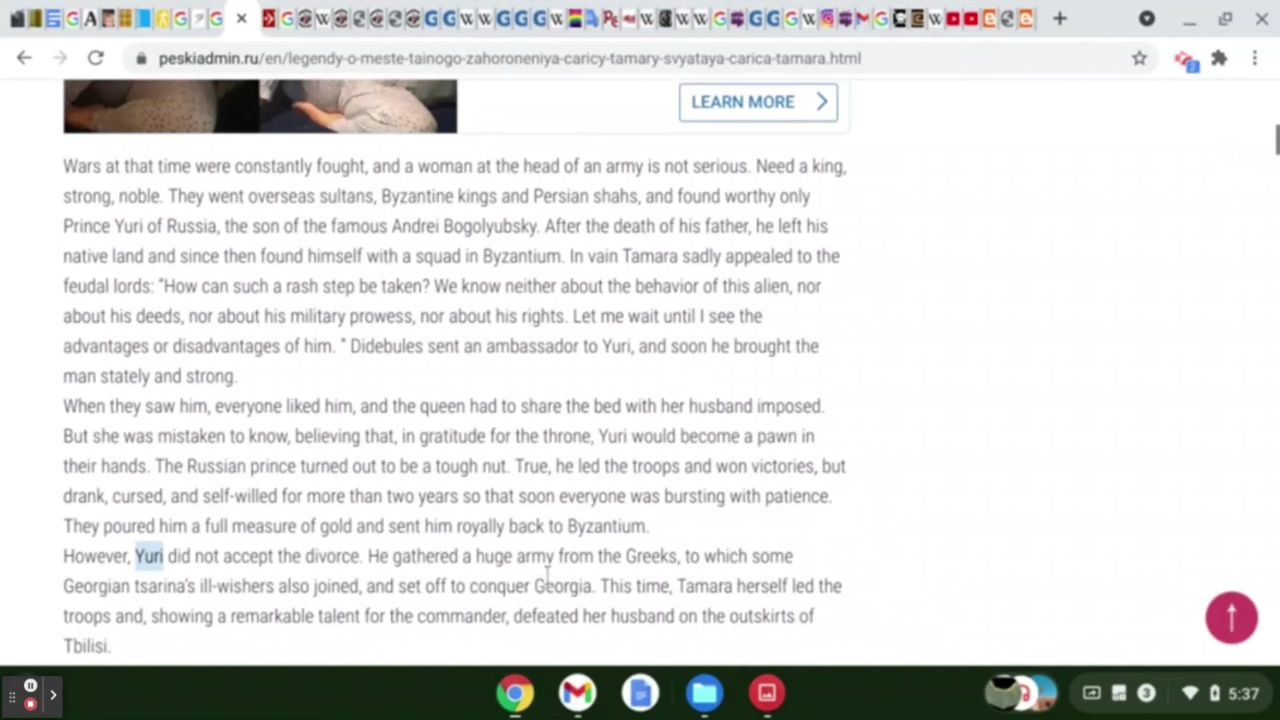 peskiadmin.ru/en/legendy-o-meste-tainogo-zahoroneniya-caricy-tamary-svyataya-carica-tamara.html
LEARN MORE
Wars at that time were constantly fought, and a woman at the head of an army is not serious. Need a king,
strong, noble. They went overseas sultans, Byzantine kings and Persian shahs, and found worthy only
Prince Yuri of Russia, the son of the famous Andrei Bogolyubsky. After the death of his father, he left his
native land and since then found himself with a squad in Byzantium. In vain Tamara sadly appealed to the
feudal lords: "How can such a rash step be taken? We know neither about the behavior of this alien, nor
about his deeds, nor about his military prowess, nor about his rights. Let me wait until I see the
advantages or disadvantages of him. " Didebules sent an ambassador to Yuri, and soon he brought the
man stately and strong.
When they saw him, everyone liked him, and the queen had to share the bed with her husband imposed.
But she was mistaken to know, believing that, in gratitude for the throne, Yuri would become a pawn in
their hands. The Russian prince turned out to be a tough nut. True, he led the troops and won victories, but
drank, cursed, and self-willed for more than two years so that soon everyone was bursting with patience.
They poured him a full measure of gold and sent him royally back to Byzantium.
However, Yuri did not accept the divorce. He gathered a huge army from the Greeks, to which some
Georgian tsarina's ill-wishers also joined, and set off to conquer Georgia. This time, Tamara herself led the
troops and, showing a remarkable talent for the commander, defeated her husband on the outskirts of
Tbilisi.
3
5:37